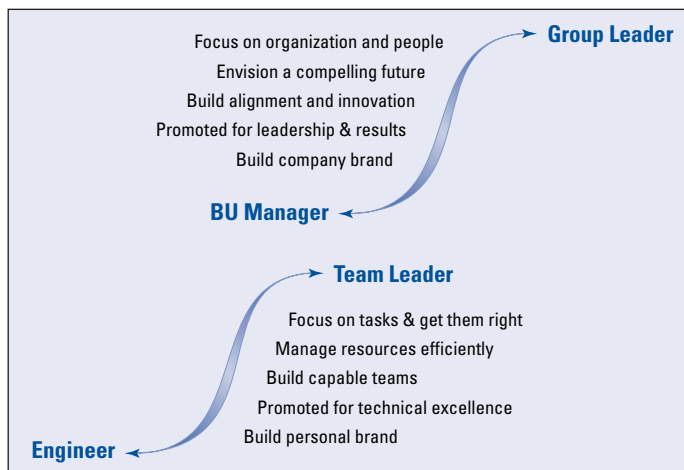 Group Leader
Focus on organization and people
Envision a compelling future
Build alignment and innovation
Promoted for leadership & results
Build company brand
BU Manager
Team Leader
Focus on tasks & get them right
Manage resources efficiently
Build capable teams
Promoted for technical excellence
Build personal brand
Engineer